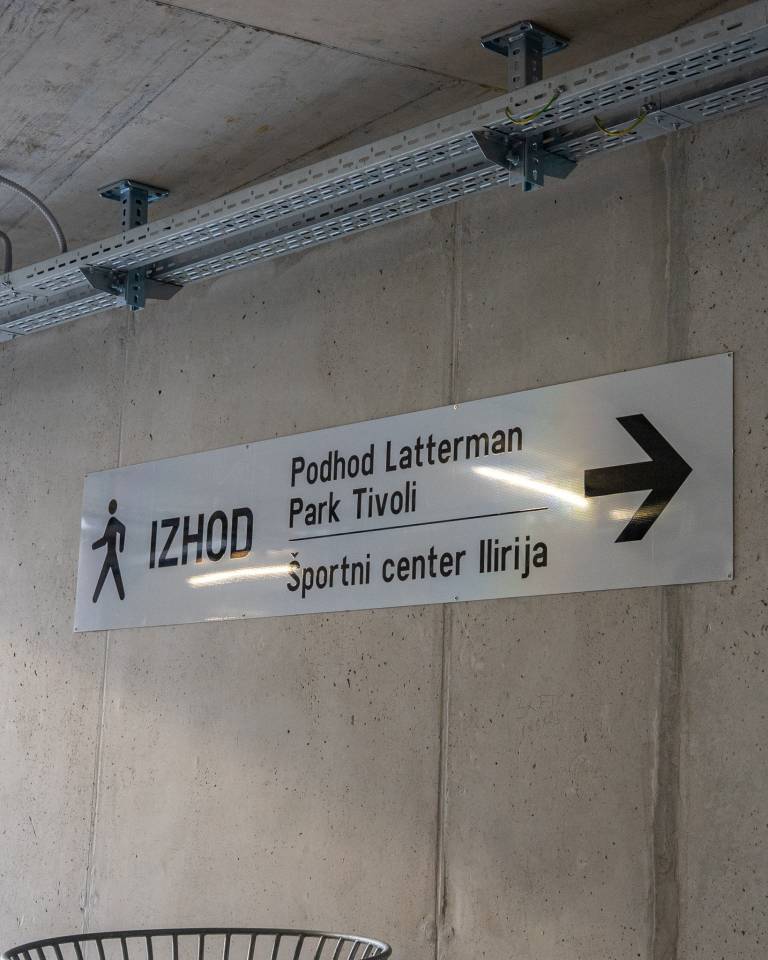 IZHOD
Podhod Latterman
Park Tivoli
Športni center Ilirija